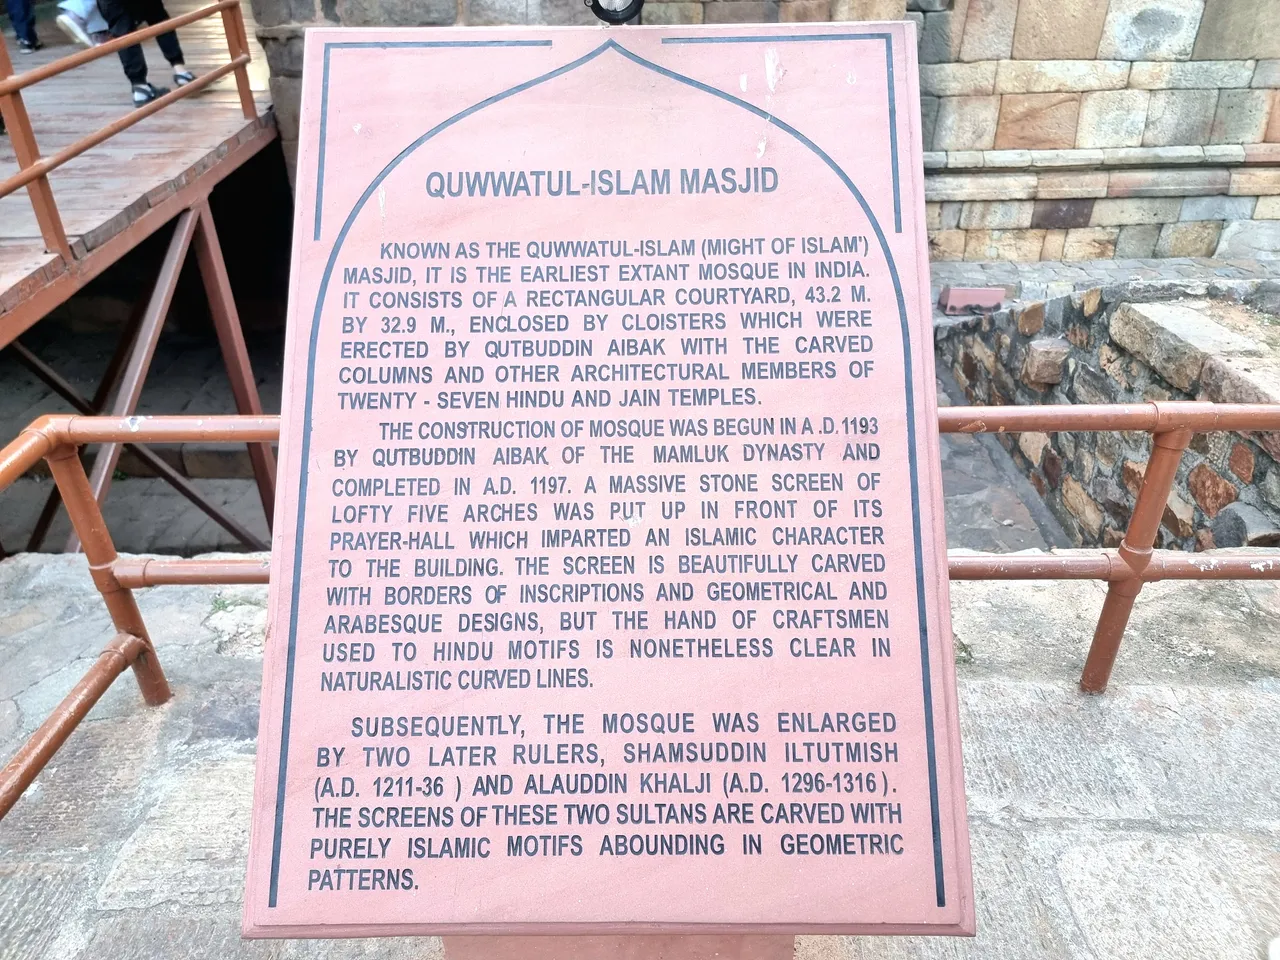 QUWWATUL-ISLAM MASJID
KNOWN AS THE QUWWATUL-ISLAM (MIGHT OF ISLAM')
MASJID, IT IS THE EARLIEST EXTANT MOSQUE IN INDIA.
IT CONSISTS OF A RECTANGULAR COURTYARD, 43.2 M.
BY 32.9 M., ENCLOSED BY CLOISTERS WHICH WERE
ERECTED BY QUTBUDDIN AIBAK WITH THE CARVED
COLUMNS AND OTHER ARCHITECTURAL MEMBERS OF
TWENTY - SEVEN HINDU AND JAIN TEMPLES.
THE CONSTRUCTION OF MOSQUE WAS BEGUN IN A .D.1193
BY QUTBUDDIN AIBAK OF THE MAMLUK DYNASTY AND
COMPLETED IN A.D. 1197. A MASSIVE STONE SCREEN OF
LOFTY FIVE ARCHES WAS PUT UP IN FRONT OF ITS
PRAYER-HALL WHICH IMPARTED AN ISLAMIC CHARACTER
TO THE BUILDING. THE SCREEN IS BEAUTIFULLY CARVED
WITH BORDERS OF INSCRIPTIONS AND GEOMETRICAL AND
ARABESQUE DESIGNS, BUT THE HAND OF CRAFTSMEN
USED TO HINDU MOTIFS IS NONETHELESS CLEAR IN
NATURALISTIC CURVED LINES.
SUBSEQUENTLY, THE MOSQUE WAS ENLARGED
BY TWO LATER RULERS, SHAMSUDDIN ILTUTMISH
(A.D. 1211-36 ) AND ALAUDDIN KHALJI (A.D. 1296-1316 ).
THE SCREENS OF THESE TWO SULTANS ARE CARVED WITH
PURELY ISLAMIC MOTIFS ABOUNDING IN GEOMETRIC
PATTERNS.